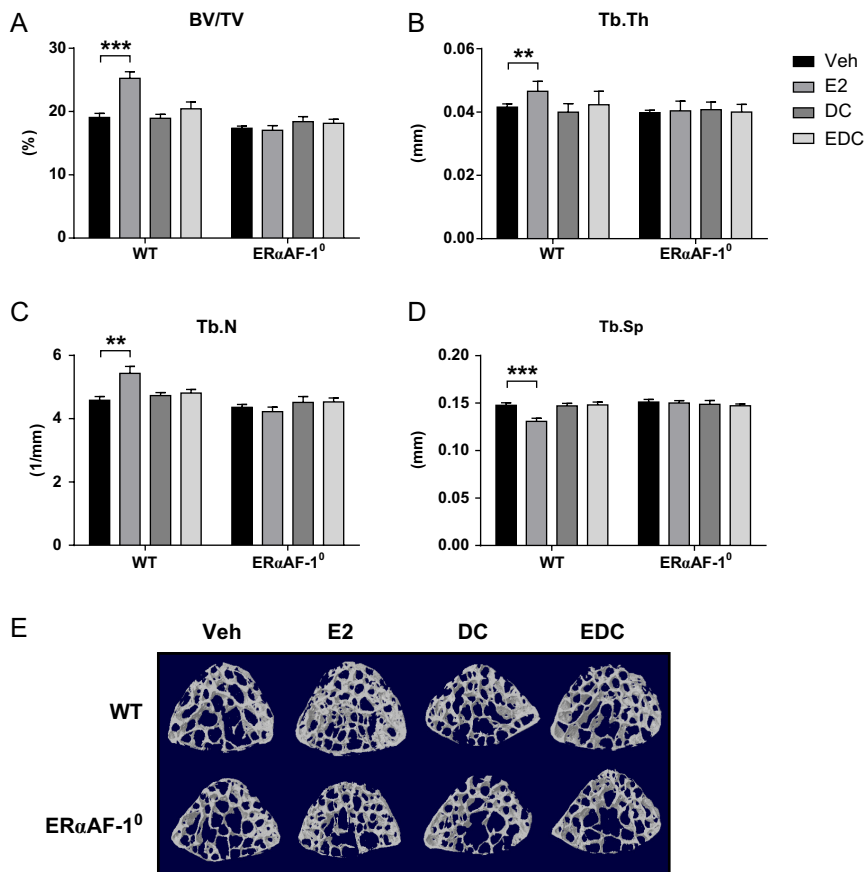 A
BV/TV
(%)
30
20
10
0
***
WT
ERαAF-1⁰
B
Tb.Th
(mm)
0.06
0.04
0.02
0.00
**
WT
ERαAF-1⁰
Veh
E2
DC
EDC
C
Tb.N
(1/mm)
6
4
2
0
**
WT
ERαAF-1⁰
D
Tb.Sp
(mm)
0.20
0.15
0.10
0.05
0.00
***
WT
ERαAF-1⁰
E
Veh E2 DC EDC
WT
ERαAF-1⁰